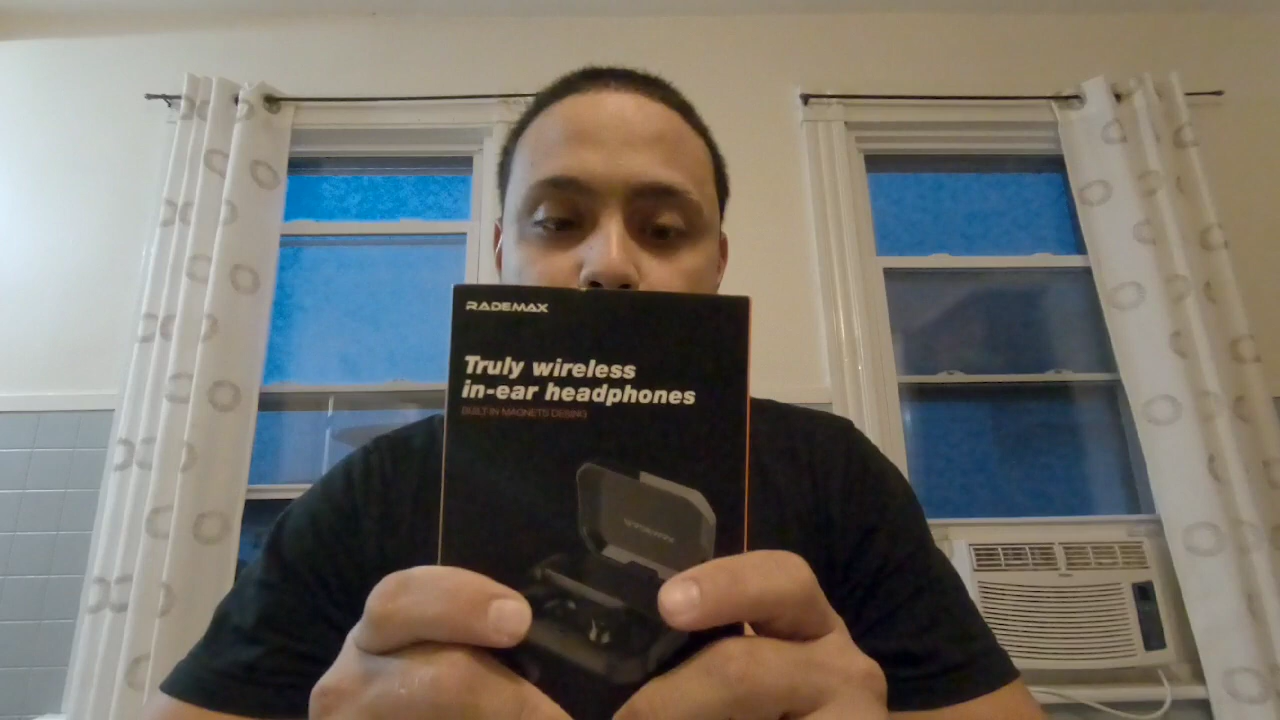 RADEMAX
Truly wireless
in-ear headphones
BUILT-IN MAGNETS DESING